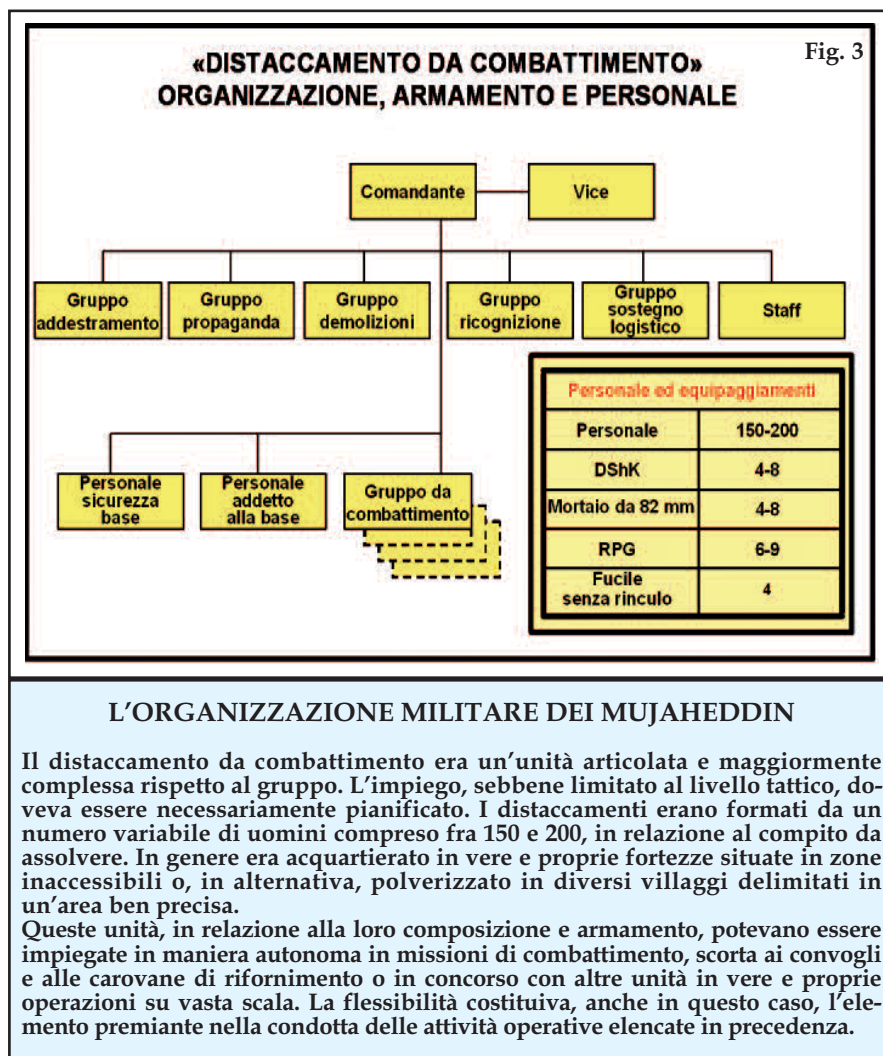 Fig. 3
«DISTACCAMENTO DA COMBATTIMENTO»
ORGANIZZAZIONE, ARMAMENTO E PERSONALE
Comandante
Vice
Gruppo
addestramento
Gruppo
propaganda
Gruppo
demolizioni
Gruppo
ricognizione
Gruppo
sostegno
logistico
Staff
Personale
sicurezza
base
Personale
addetto
alla base
Gruppo da
combattimento
Personale ed equipaggiamenti
Personale 150-200
DShK 4-8
Mortaio da 82 mm 4-8
RPG 6-9
Fucile
senza rinculo 4
L'ORGANIZZAZIONE MILITARE DEI MUJAHEDDIN
Il distaccamento da combattimento era un'unità articolata e maggiormente
complessa rispetto al gruppo. L'impiego, sebbene limitato al livello tattico, do-
veva essere necessariamente pianificato. I distaccamenti erano formati da un
numero variabile di uomini compreso fra 150 e 200, in relazione al compito da
assolvere. In genere era acquartierato in vere e proprie fortezze situate in zone
inaccessibili o, in alternativa, polverizzato in diversi villaggi delimitati in
un'area ben precisa.
Queste unità, in relazione alla loro composizione e armamento, potevano essere
impiegate in maniera autonoma in missioni di combattimento, scorta ai convogli
e alle carovane di rifornimento o in concorso con altre unità in vere e proprie
operazioni su vasta scala. La flessibilità costituiva, anche in questo caso, l'ele-
mento premiante nella condotta delle attività operative elencate in precedenza.